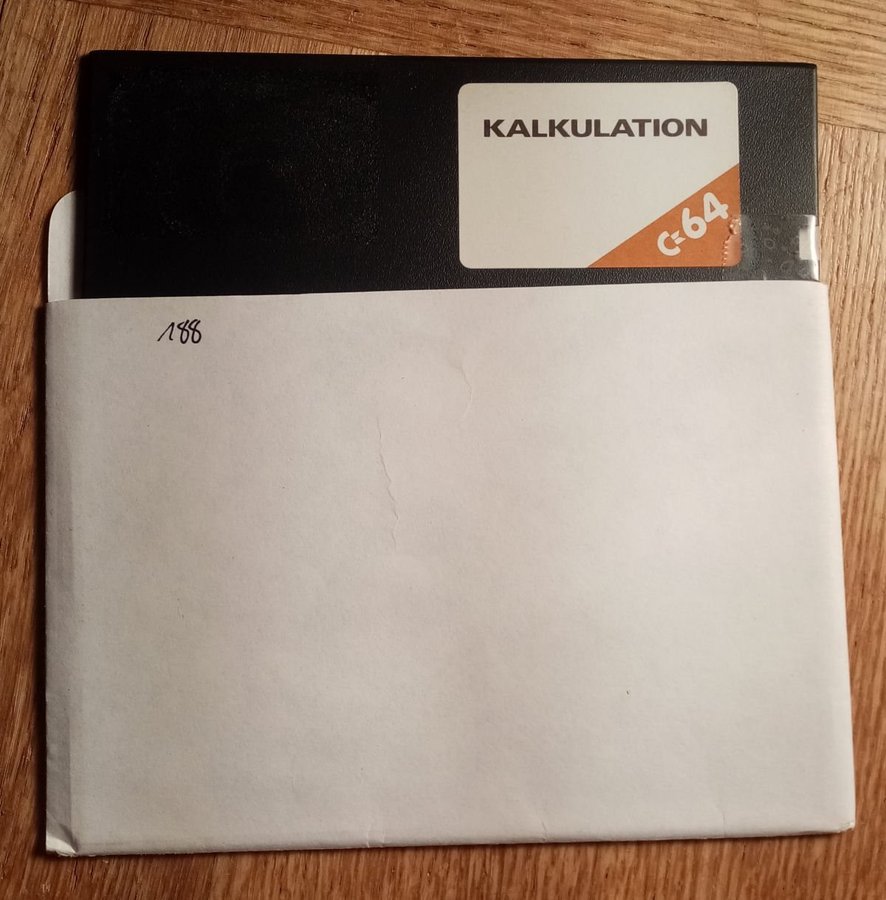 KALKULATION
C=64
188